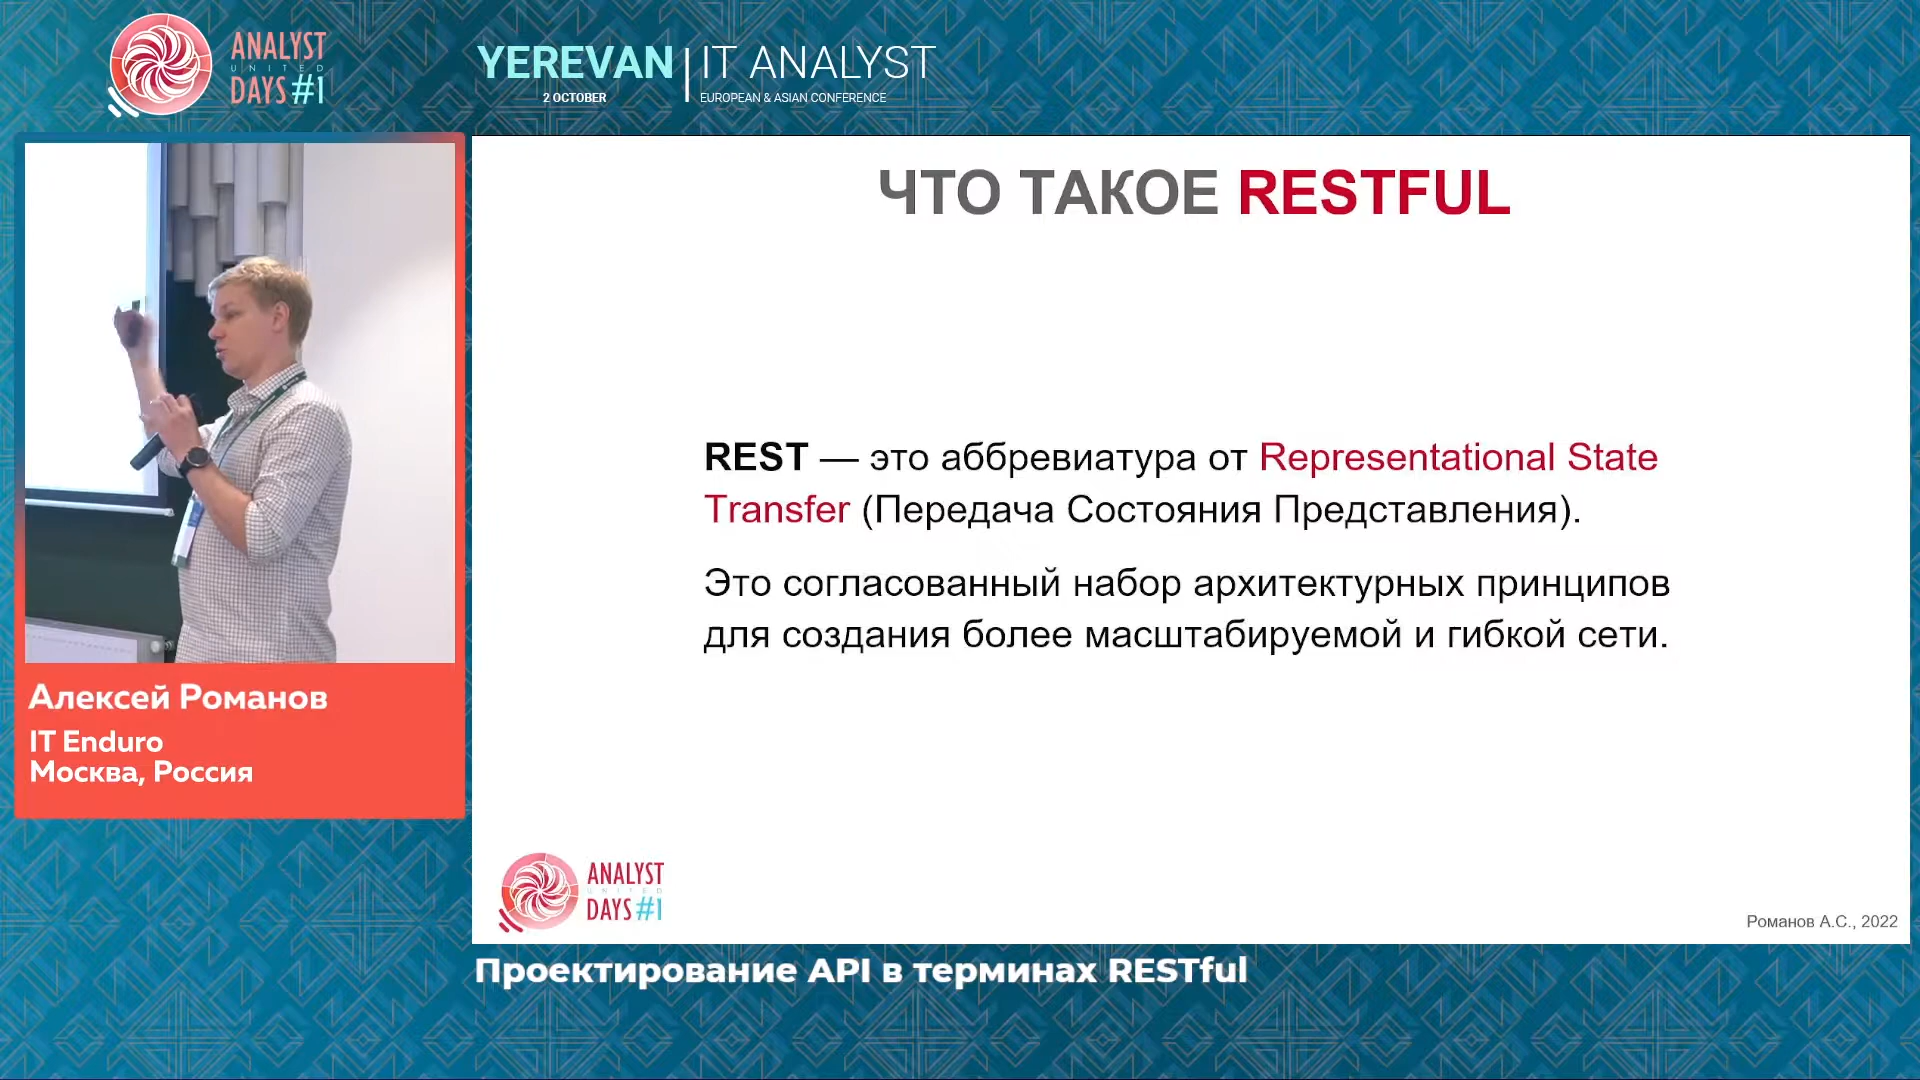 ANALYST
UNITED
DAYS #1
YEREVAN
2 OCTOBER
IT ANALYST
EUROPEAN & ASIAN CONFERENCE
ЧТО ТАКОЕ RESTFUL
REST — это аббревиатура от Representational State
Transfer (Передача Состояния Представления).
Это согласованный набор архитектурных принципов
для создания более масштабируемой и гибкой сети.
Алексей Романов
IT Enduro
Москва, Россия
ANALYST
UNITED
DAYS #1
Романов А.С., 2022
Проектирование API в терминах RESTful